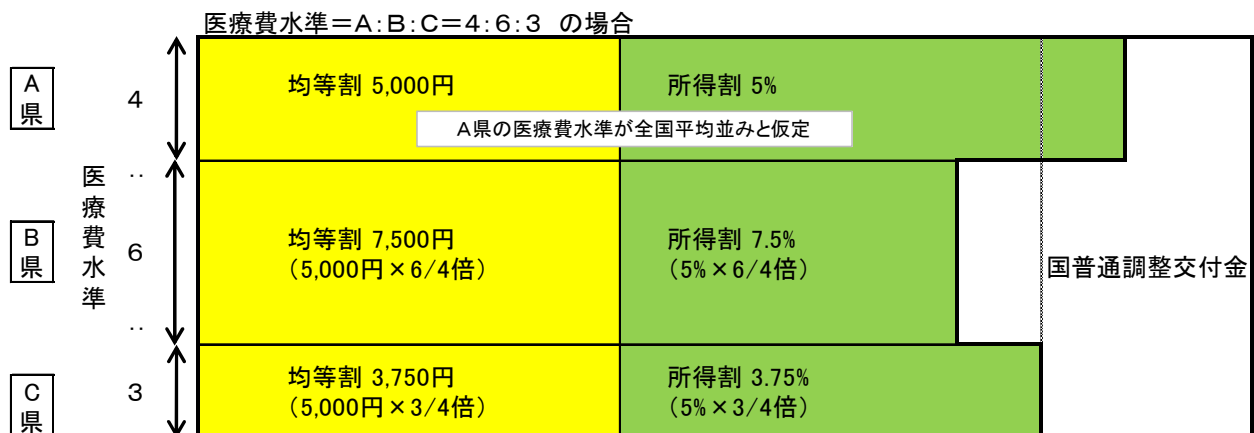 医療費水準=A:B:C=4:6:3 の場合
A
県
4
均等割 5,000円
所得割 5%
A県の医療費水準が全国平均並みと仮定
医
療
費
水
準
‥
B
県
6
均等割 7,500円
(5,000円×6/4倍)
所得割 7.5%
(5%×6/4倍)
国普通調整交付金
‥
C
県
3
均等割 3,750円
(5,000円×3/4倍)
所得割 3.75%
(5%×3/4倍)